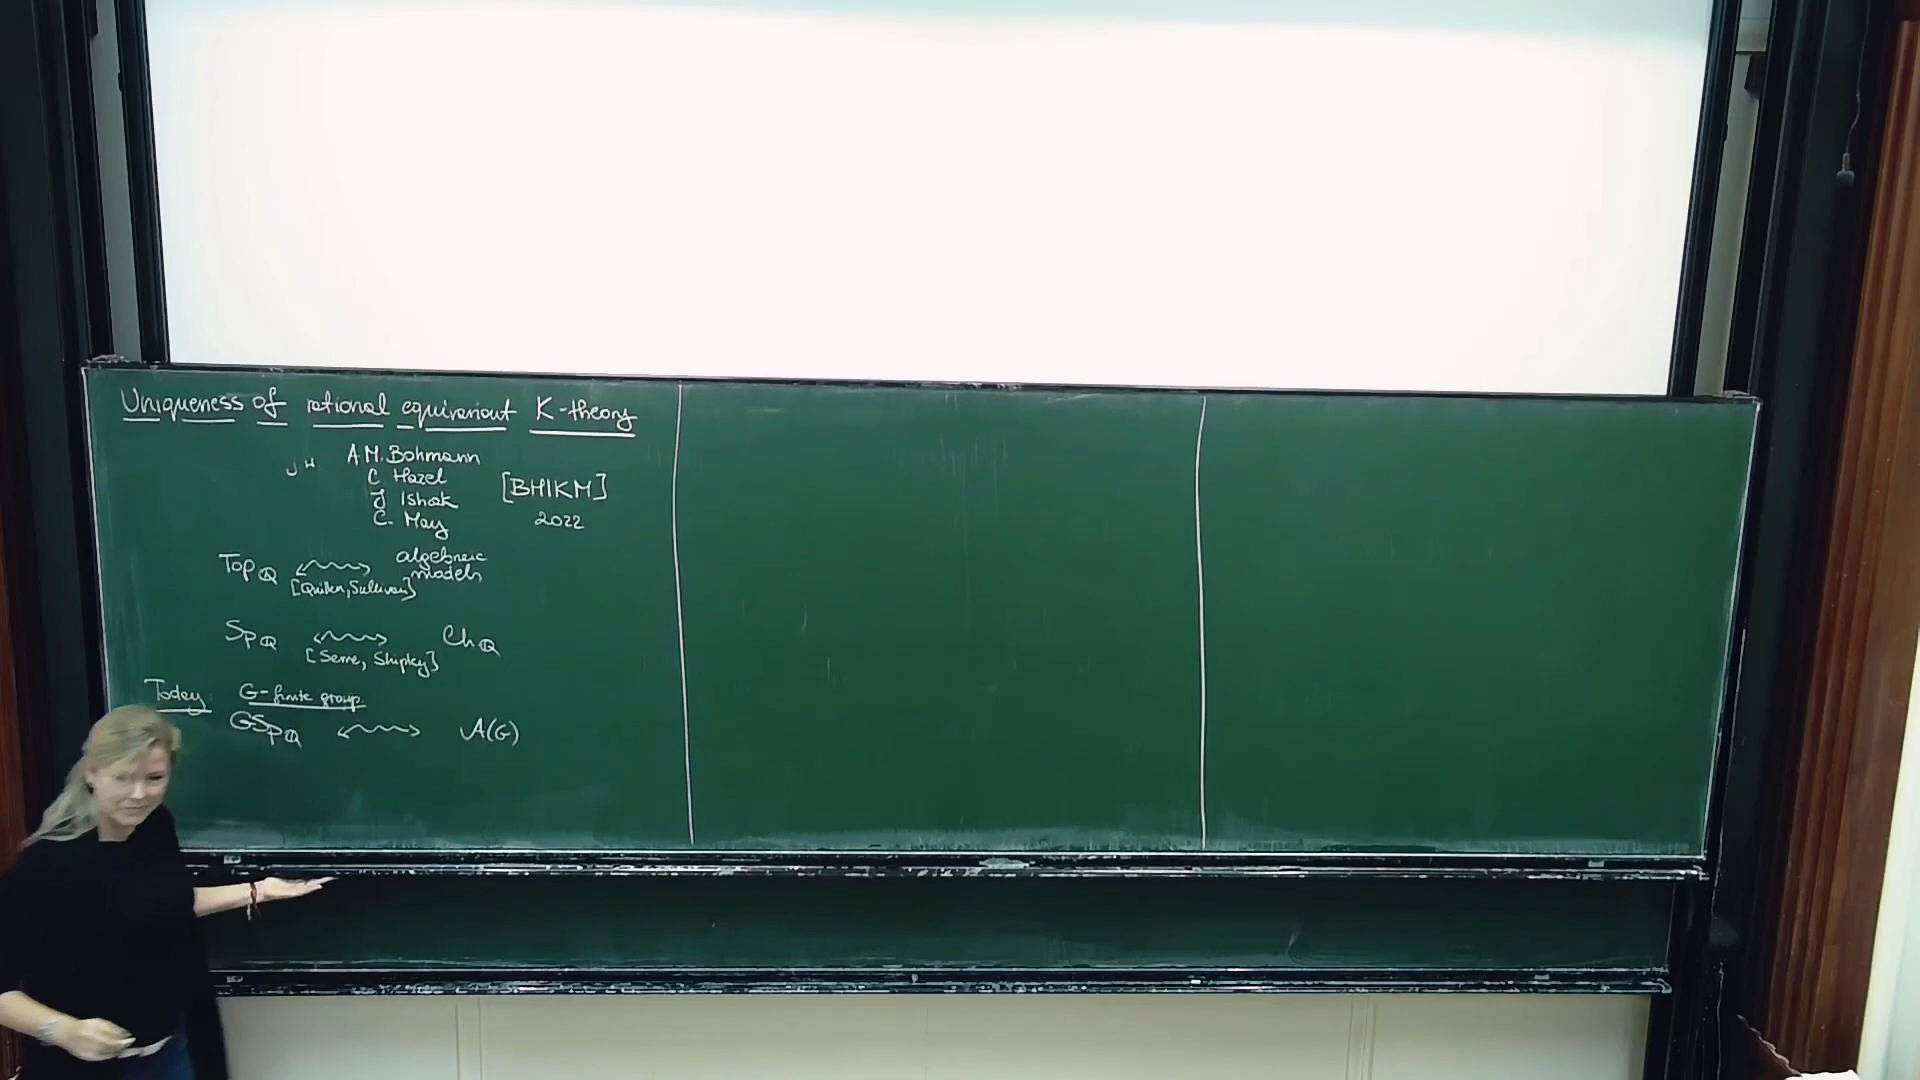 Uniqueness of rational equivariant K-theory
j.w. A.M. Bohmann
C. Hazel
J. Ishak
C. May
[BHIKM]
2022
Top_Q ⟷ algebraic models
[Quillen, Sullivan]
Sp_Q ⟷ Ch_Q
[Serre, Shipley]
Today: G-finite group
GSp_Q ⟷ A(G)